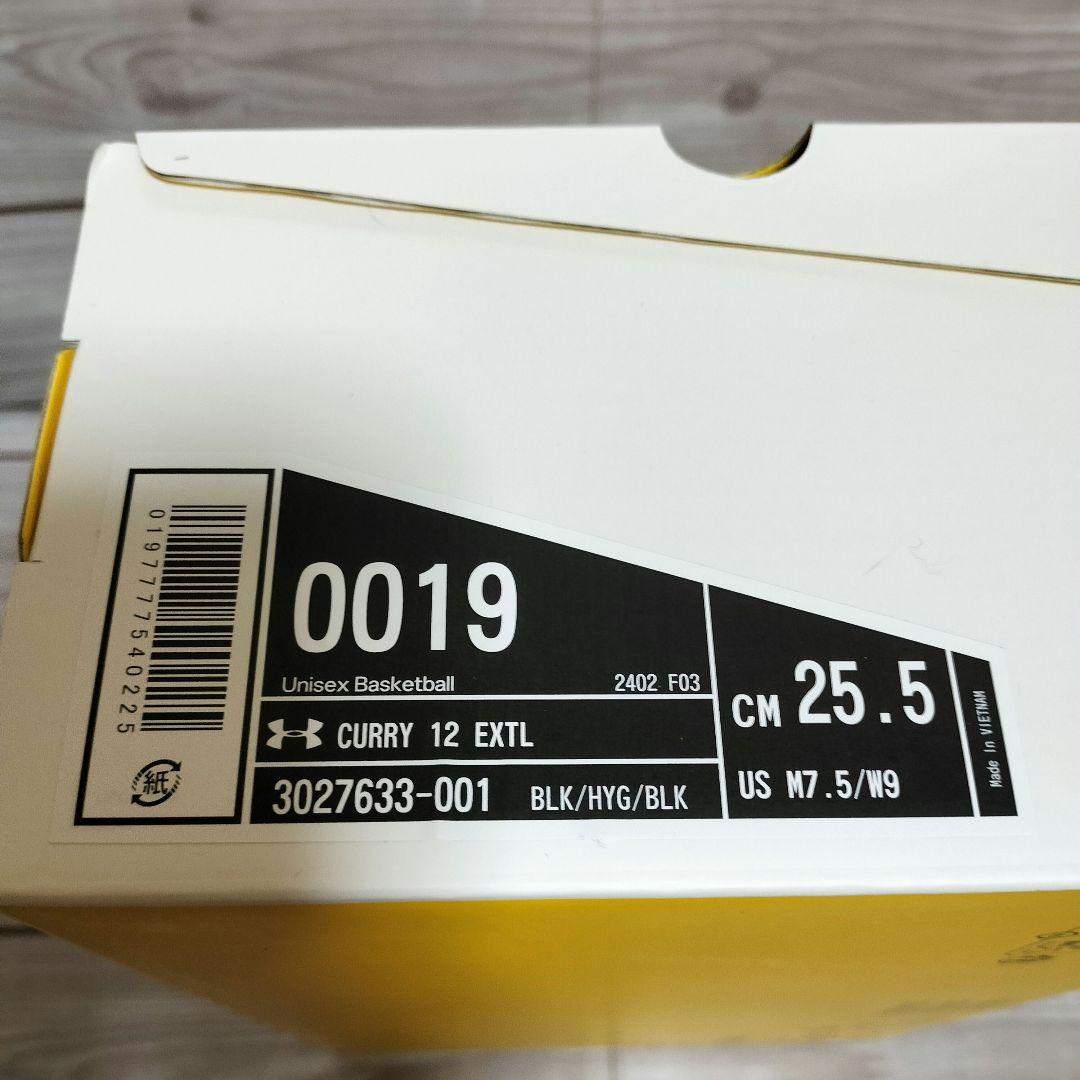 019777540225
紙
0019
Unisex Basketball 2402 F03
CURRY 12 EXTL
3027633-001 BLK/HYG/BLK
CM 25.5
US M7.5/W9
Made In VIETNAM